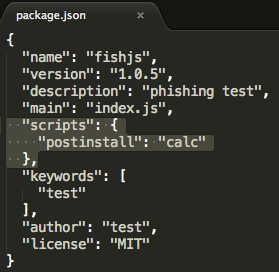 package.json ×
{
"name": "fishjs",
"version": "1.0.5",
"description": "phishing test",
"main": "index.js",
"scripts": {
"postinstall": "calc"
},
"keywords": [
"test"
],
"author": "test",
"license": "MIT"
}